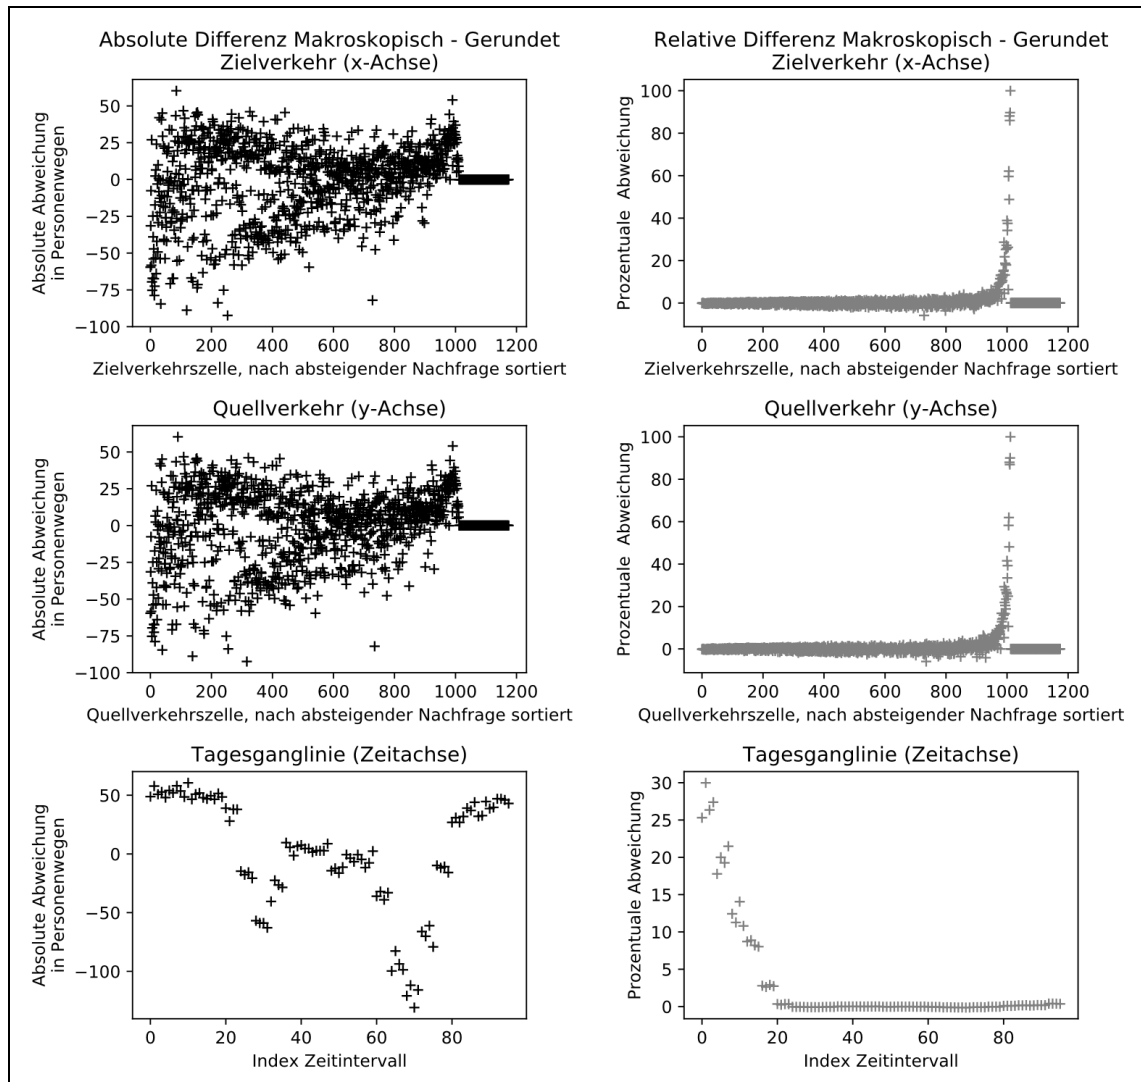 Absolute Differenz Makroskopisch - Gerundet
Zielverkehr (x-Achse)
Absolute Abweichung
in Personenwegen
50
25
0
−25
−50
−75
−100
0 200 400 600 800 1000 1200
Zielverkehrszelle, nach absteigender Nachfrage sortiert
Relative Differenz Makroskopisch - Gerundet
Zielverkehr (x-Achse)
Prozentuale Abweichung
100
80
60
40
20
0
0 200 400 600 800 1000 1200
Zielverkehrszelle, nach absteigender Nachfrage sortiert
Quellverkehr (y-Achse)
Absolute Abweichung
in Personenwegen
50
25
0
−25
−50
−75
−100
0 200 400 600 800 1000 1200
Quellverkehrszelle, nach absteigender Nachfrage sortiert
Quellverkehr (y-Achse)
Prozentuale Abweichung
100
80
60
40
20
0
0 200 400 600 800 1000 1200
Quellverkehrszelle, nach absteigender Nachfrage sortiert
Tagesganglinie (Zeitachse)
Absolute Abweichung
in Personenwegen
50
0
−50
−100
0 20 40 60 80
Index Zeitintervall
Tagesganglinie (Zeitachse)
Prozentuale Abweichung
30
25
20
15
10
5
0
0 20 40 60 80
Index Zeitintervall